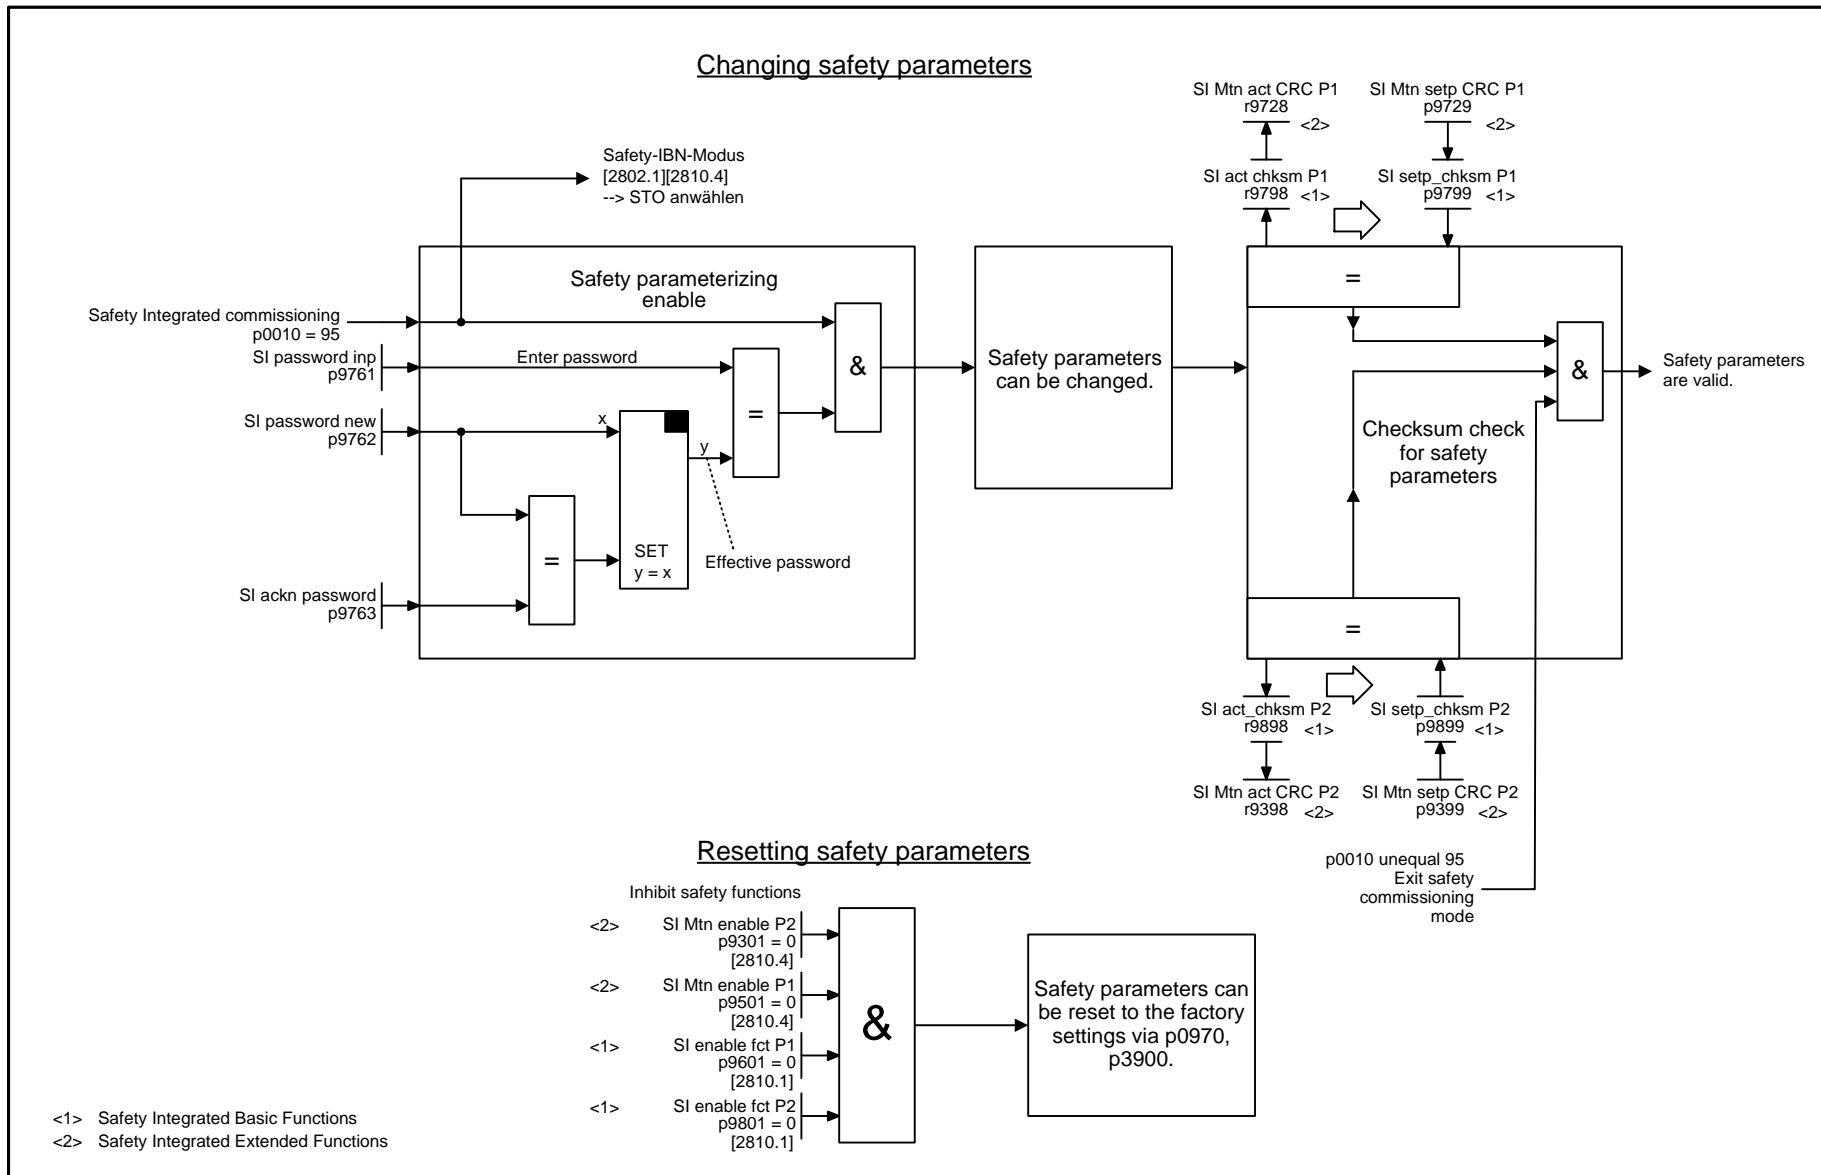 Changing safety parameters
SI Mtn act CRC P1
r9728
<2>
SI Mtn setp CRC P1
p9729
<2>
Safety-IBN-Modus
[2802.1][2810.4]
--> STO anwählen
SI act chksm P1
r9798
<1>
SI setp_chksm P1
p9799
<1>
Safety parameterizing
enable
=
Safety Integrated commissioning
p0010 = 95
SI password inp
p9761
Enter password
&
=
Safety parameters
can be changed.
&
Safety parameters
are valid.
SI password new
p9762
x
y
Checksum check
for safety
parameters
=
SET
y = x
Effective password
SI ackn password
p9763
=
SI act_chksm P2
r9898
<1>
SI setp_chksm P2
p9899
<1>
SI Mtn act CRC P2
r9398
<2>
SI Mtn setp CRC P2
p9399
<2>
Resetting safety parameters
p0010 unequal 95
Exit safety
commissioning
mode
Inhibit safety functions
<2> SI Mtn enable P2
p9301 = 0
[2810.4]
<2> SI Mtn enable P1
p9501 = 0
[2810.4]
<1> SI enable fct P1
p9601 = 0
[2810.1]
<1> SI enable fct P2
p9801 = 0
[2810.1]
&
Safety parameters can
be reset to the factory
settings via p0970,
p3900.
<1> Safety Integrated Basic Functions
<2> Safety Integrated Extended Functions